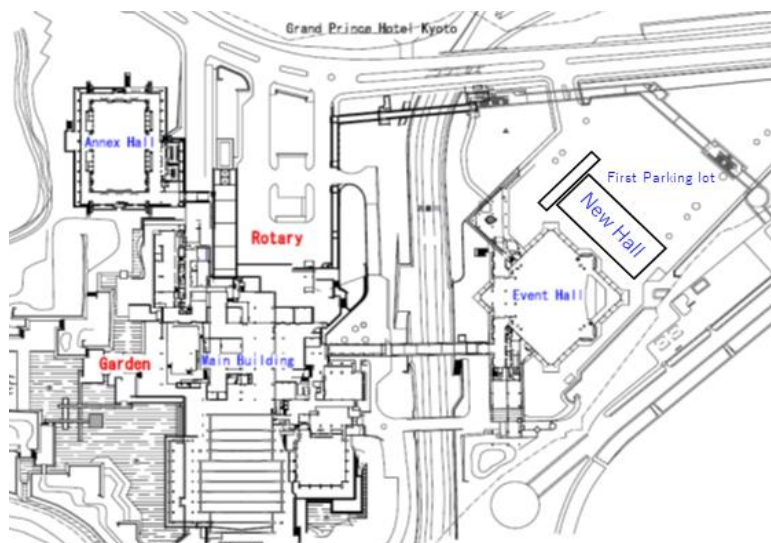 Grand Prince Hotel Kyoto
Annex Hall
First Parking lot
New Hall
Rotary
Event Hall
Main Building
Garden